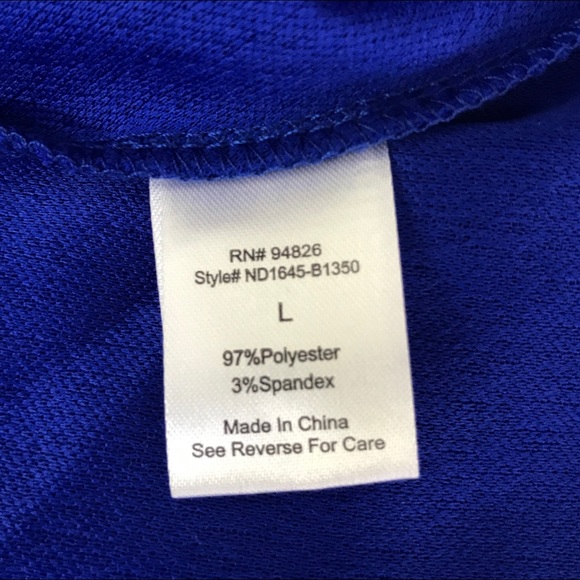 RN# 94826
Style# ND1645-B1350
L
97%Polyester
3%Spandex
Made In China
See Reverse For Care